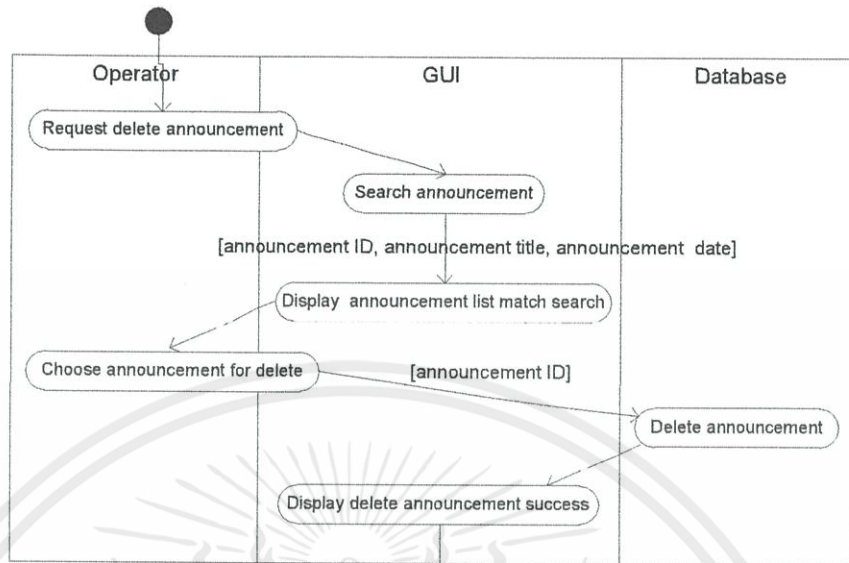 Operator
GUI
Database
Request delete announcement
Search announcement
[announcement ID, announcement title, announcement date]
Display announcement list match search
Choose announcement for delete
[announcement ID]
Delete announcement
Display delete announcement success